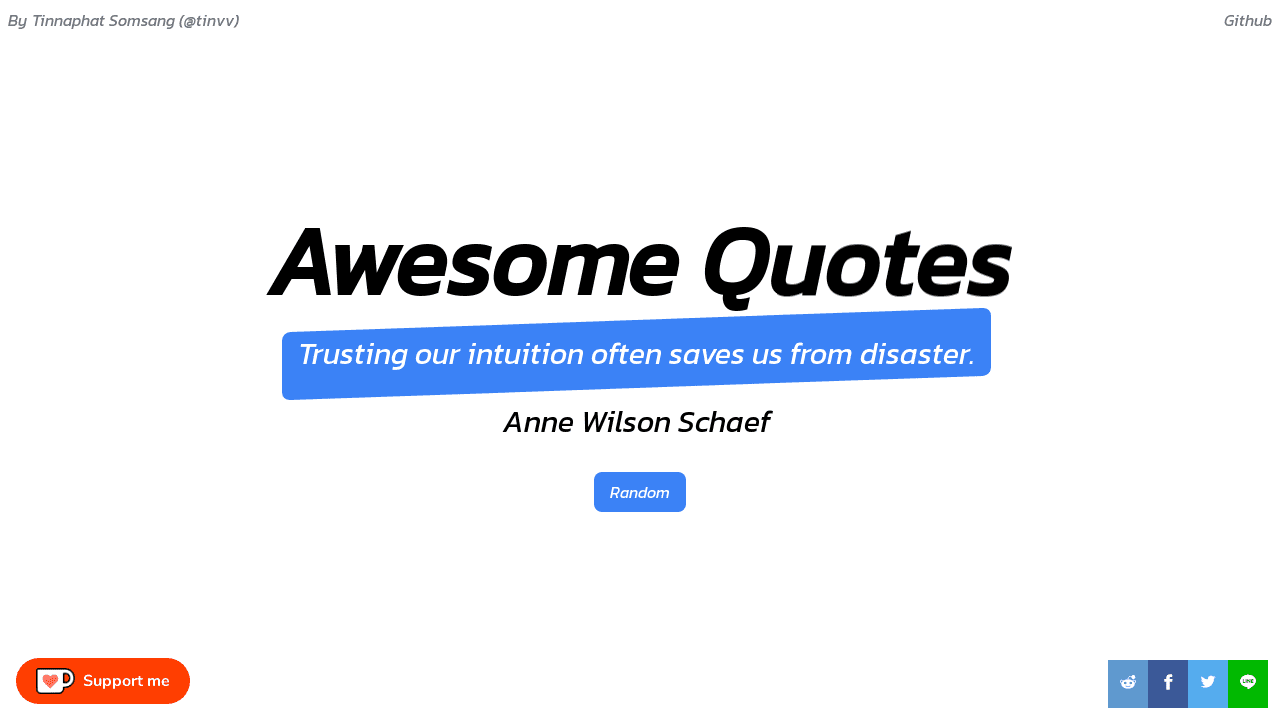 By Tinnaphat Somsang (@tinvv)
Github
Awesome Quotes
Trusting our intuition often saves us from disaster.
Anne Wilson Schaef
Random
Support me
LINE